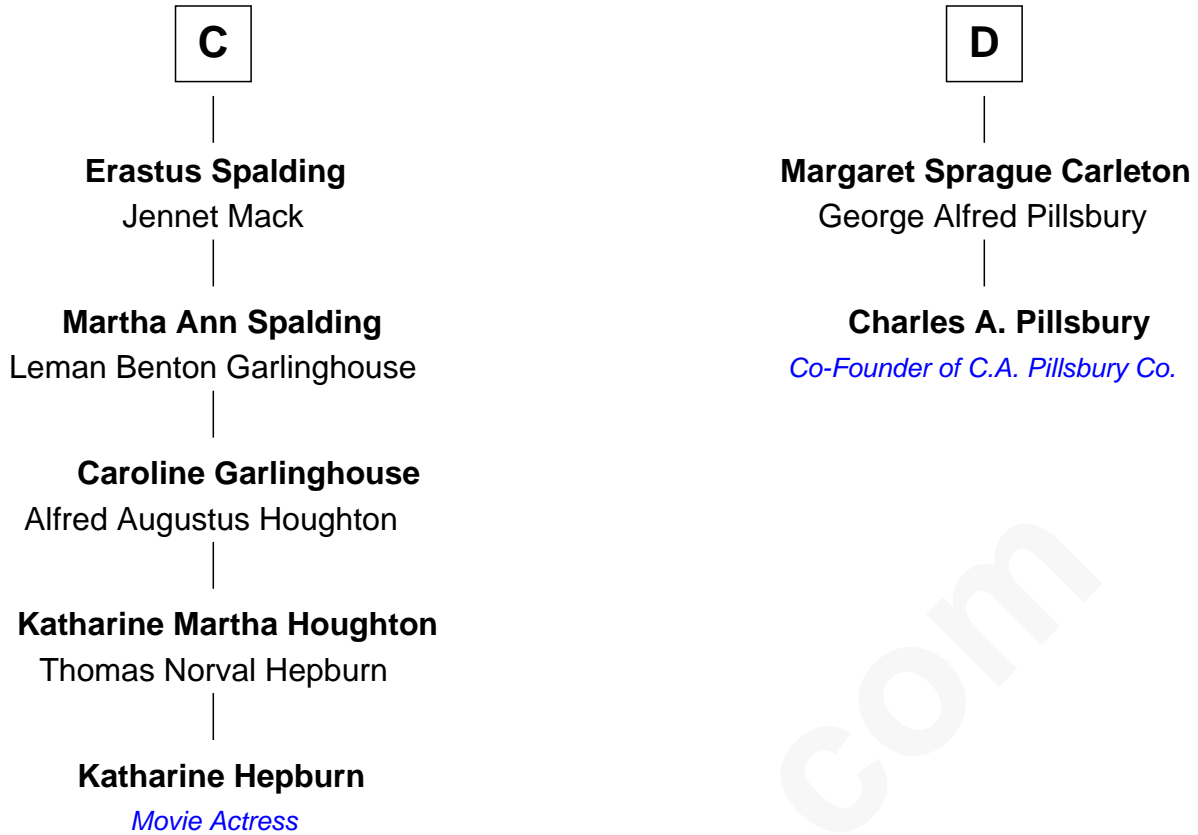 C
Erastus Spalding
Jennet Mack
Martha Ann Spalding
Leman Benton Garlinghouse
Caroline Garlinghouse
Alfred Augustus Houghton
Katharine Martha Houghton
Thomas Norval Hepburn
Katharine Hepburn
Movie Actress
D
Margaret Sprague Carleton
George Alfred Pillsbury
Charles A. Pillsbury
Co-Founder of C.A. Pillsbury Co.
com